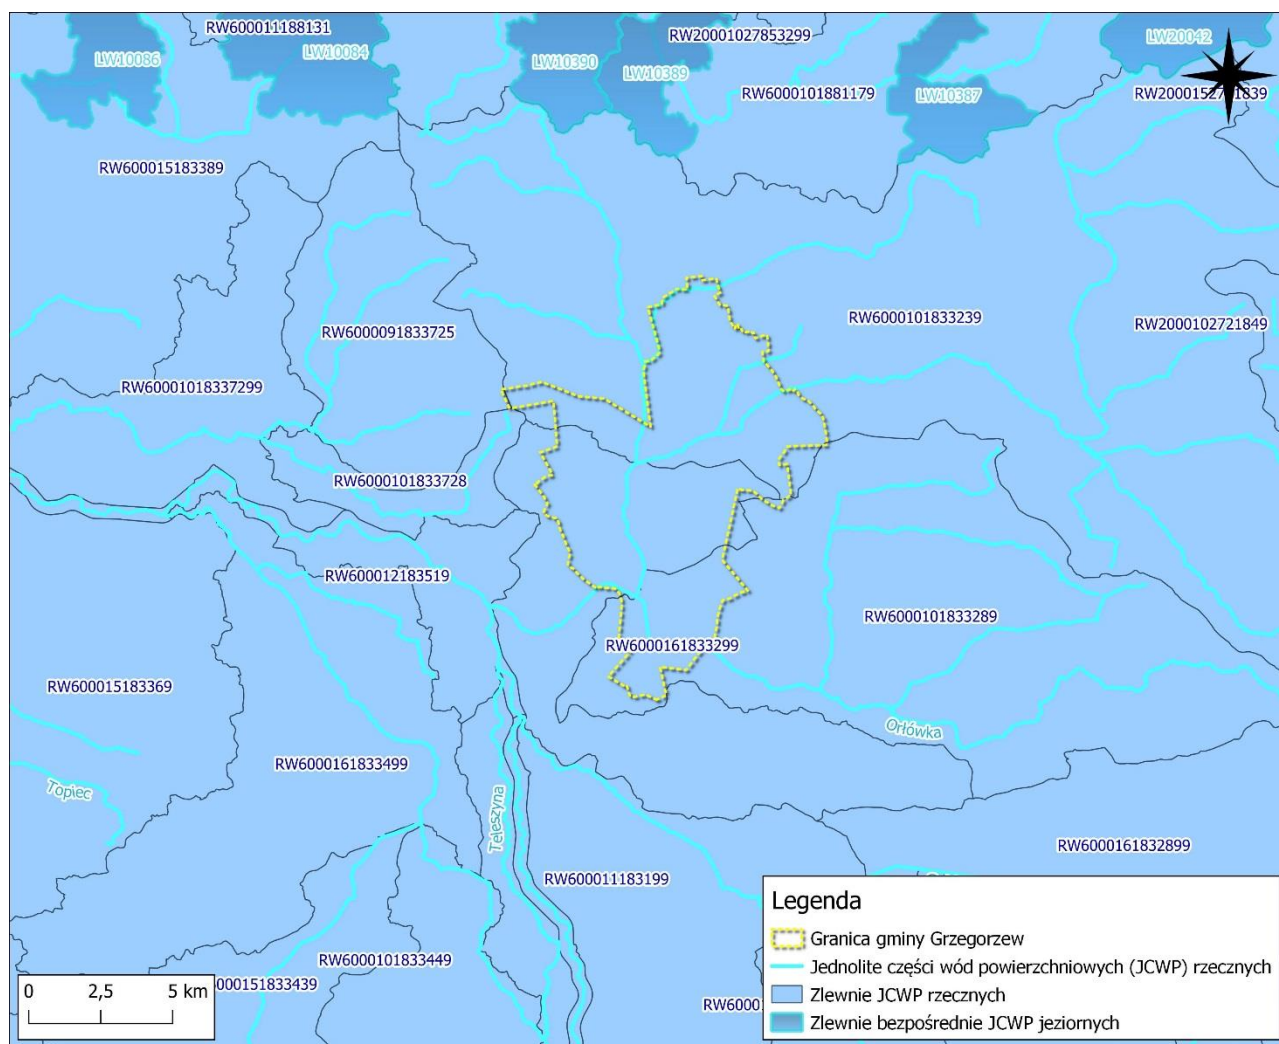 RW600011188131
LW10086
LW10084
LW10390
RW20001027853299
LW10389
LW20042
RW6000101881179
LW10387
RW600015183389
RW6000091833725
RW6000101833239
RW2000102721849
RW60001018337299
RW6000101833728
RW600012183519
RW6000101833289
RW6000161833299
RW600015183369
Orłówka
RW6000161833499
Topiec
Teleszyna
RW6000161832899
RW600011183199
RW6000101833449
000151833439
Legenda
Granica gminy Grzegorzew
Jednolite części wód powierzchniowych (JCWP) rzecznych
Zlewnie JCWP rzecznych
Zlewnie bezpośrednie JCWP jeziornych
0 2,5 5 km